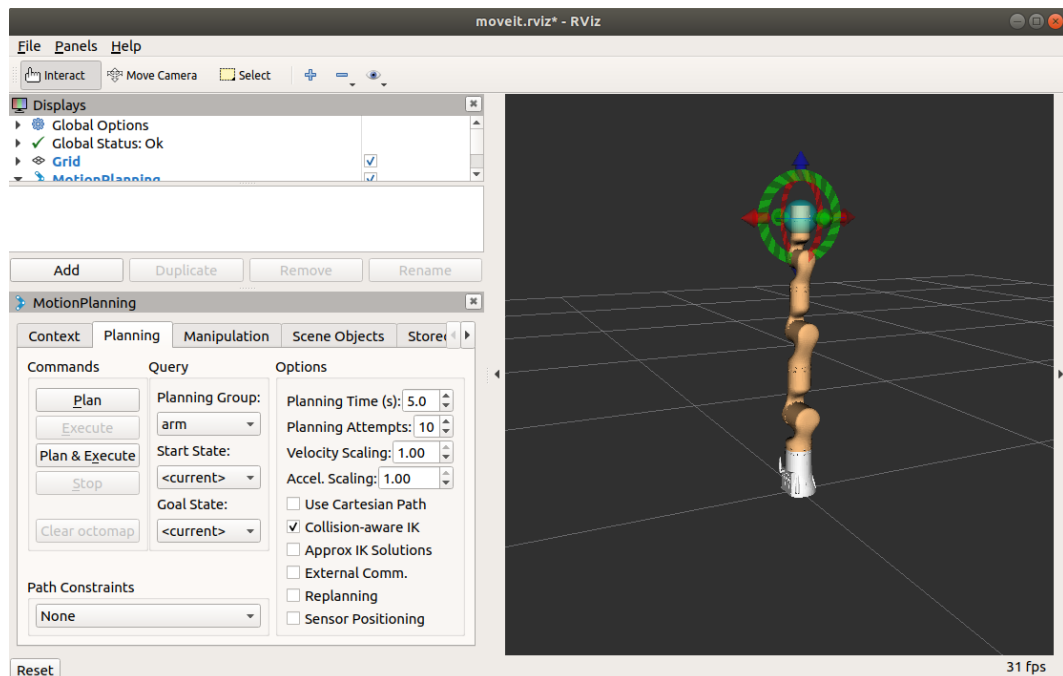 moveit.rviz* - RViz
File Panels Help
Interact Move Camera Select
Displays
Global Options
Global Status: Ok
Grid
MotionPlanning
Add Duplicate Remove Rename
MotionPlanning
Context Planning Manipulation Scene Objects
Commands Query Options
Plan Planning Group: Planning Time (s): 5.0
Execute arm Planning Attempts: 10
Plan & Execute Start State: Velocity Scaling: 1.00
Stop <current> Accel. Scaling: 1.00
Goal State: Use Cartesian Path
Clear octomap <current> Collision-aware IK
Approx IK Solutions
External Comm.
Path Constraints Replanning
None Sensor Positioning
Reset 31 fps